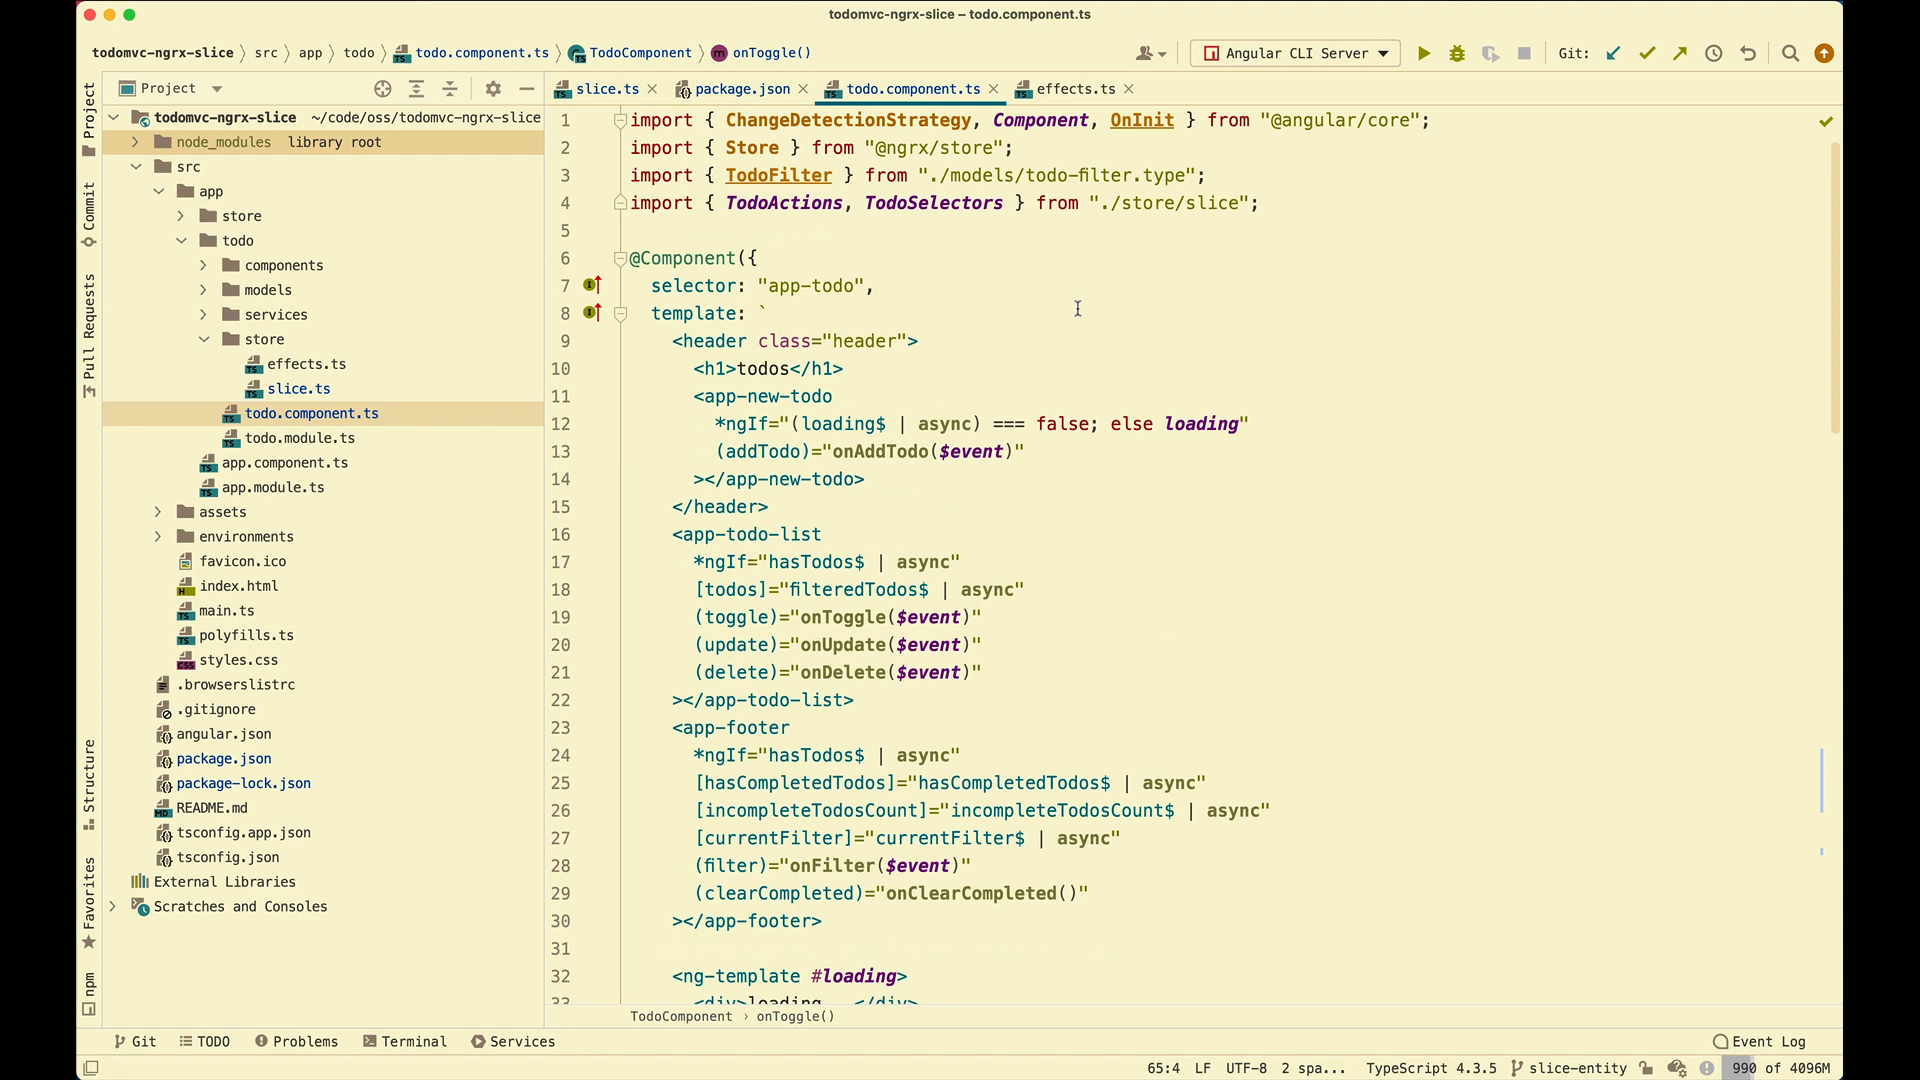 todomvc-ngrx-slice – todo.component.ts
todomvc-ngrx-slice src app todo todo.component.ts TodoComponent onToggle()
Angular CLI Server Git:
Project
slice.ts package.json todo.component.ts effects.ts
Project
Commit
Pull Requests
Structure
Favorites
npm
todomvc-ngrx-slice ~/code/oss/todomvc-ngrx-slice
node_modules library root
src
app
store
todo
components
models
services
store
effects.ts
slice.ts
todo.component.ts
todo.module.ts
app.component.ts
app.module.ts
assets
environments
favicon.ico
index.html
main.ts
polyfills.ts
styles.css
.browserslistrc
.gitignore
angular.json
package.json
package-lock.json
README.md
tsconfig.app.json
tsconfig.json
External Libraries
Scratches and Consoles
1 import { ChangeDetectionStrategy, Component, OnInit } from "@angular/core";
2 import { Store } from "@ngrx/store";
3 import { TodoFilter } from "./models/todo-filter.type";
4 import { TodoActions, TodoSelectors } from "./store/slice";
5
6 @Component({
7 selector: "app-todo",
8 template: `
9 <header class="header">
10 <h1>todos</h1>
11 <app-new-todo
12 *ngIf="(loading$ | async) === false; else loading"
13 (addTodo)="onAddTodo($event)"
14 ></app-new-todo>
15 </header>
16 <app-todo-list
17 *ngIf="hasTodos$ | async"
18 [todos]="filteredTodos$ | async"
19 (toggle)="onToggle($event)"
20 (update)="onUpdate($event)"
21 (delete)="onDelete($event)"
22 ></app-todo-list>
23 <app-footer
24 *ngIf="hasTodos$ | async"
25 [hasCompletedTodos]="hasCompletedTodos$ | async"
26 [incompleteTodosCount]="incompleteTodosCount$ | async"
27 [currentFilter]="currentFilter$ | async"
28 (filter)="onFilter($event)"
29 (clearCompleted)="onClearCompleted()"
30 ></app-footer>
31
32 <ng-template #loading>
33 <div>loading...</div>
TodoComponent › onToggle()
Git TODO Problems Terminal Services Event Log
65:4 LF UTF-8 2 spa... TypeScript 4.3.5 slice-entity 990 of 4096M